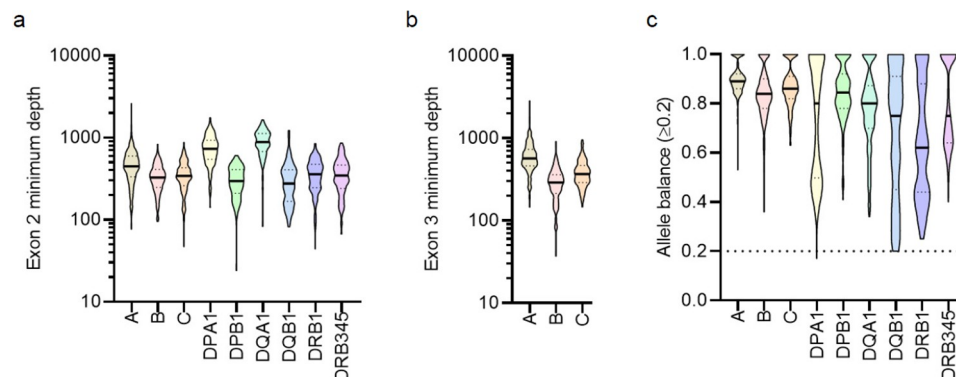 a
Exon 2 minimum depth
10000
1000
100
10
A
B
C
DPA1
DPB1
DQA1
DQB1
DRB1
DRB345
b
Exon 3 minimum depth
10000
1000
100
10
A
B
C
c
Allele balance (≥0.2)
1.0
0.8
0.6
0.4
0.2
0.0
A
B
C
DPA1
DPB1
DQA1
DQB1
DRB1
DRB345